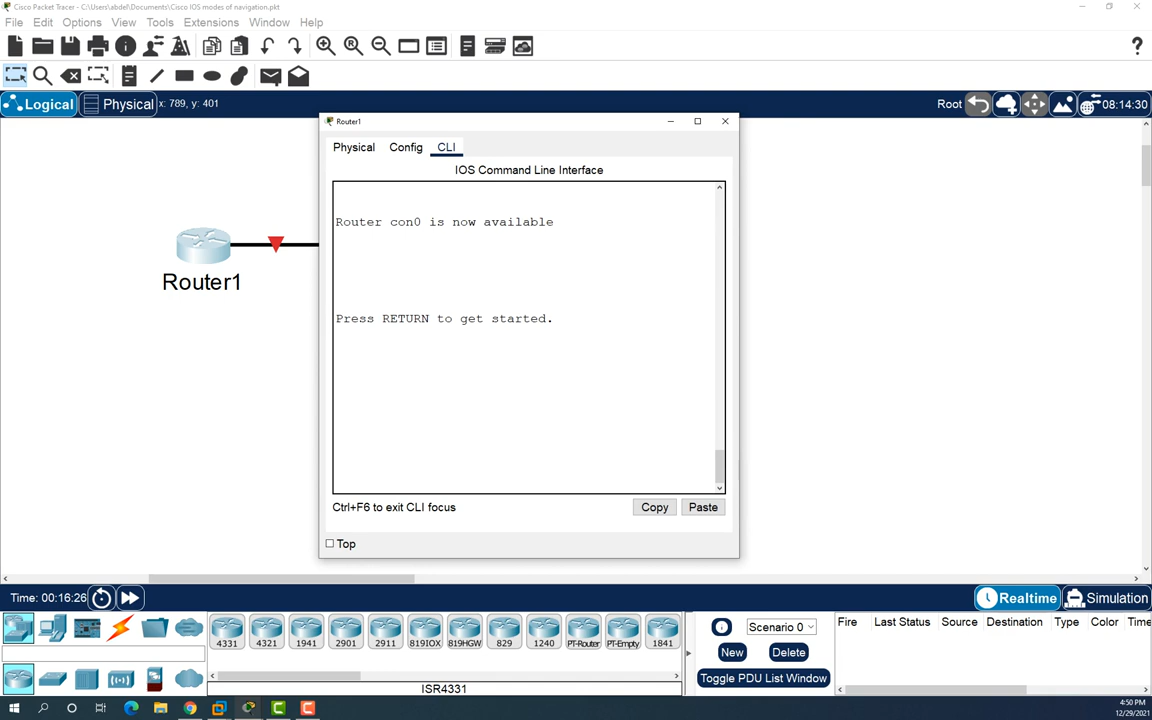 Cisco Packet Tracer - C:\Users\abdel\Documents\Cisco IOS modes of navigation.pkt
File Edit Options View Tools Extensions Window Help
Logical Physical x: 789, y: 401 Root 08:14:30
Router1
Physical Config CLI
IOS Command Line Interface
Router con0 is now available
Press RETURN to get started.
Ctrl+F6 to exit CLI focus Copy Paste
Top
Router1
Time: 00:16:26 Realtime Simulation
4331 4321 1941 2901 2911 819IOX 819HGW 829 1240 PT-Router PT-Empty 1841
ISR4331
Scenario 0
New Delete
Toggle PDU List Window
Fire Last Status Source Destination Type Color Time
4:50 PM
12/29/2021